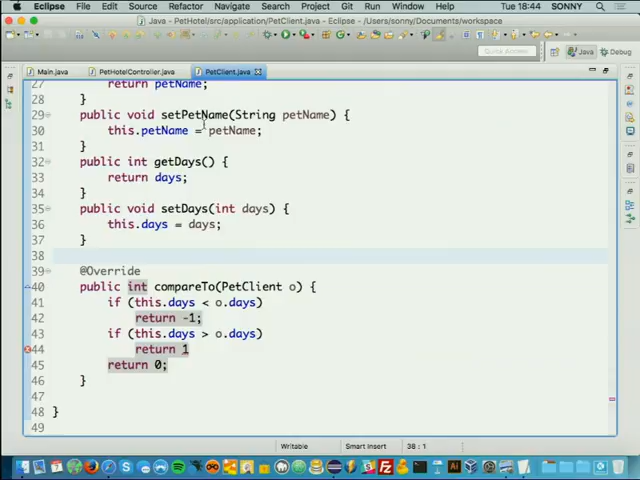 Eclipse File Edit Source Refactor Navigate Search Project Git Run Window Help Tue 18:44 SONNY
Java - PetHotel/src/application/PetClient.java - Eclipse - /Users/sonny/Documents/workspace
Quick Access Java Debug
Main.java PetHotelController.java PetClient.java
27 return petName;
28 }
29 public void setPetName(String petName) {
30 this.petName = petName;
31 }
32 public int getDays() {
33 return days;
34 }
35 public void setDays(int days) {
36 this.days = days;
37 }
38
39 @Override
40 public int compareTo(PetClient o) {
41 if (this.days < o.days)
42 return -1;
43 if (this.days > o.days)
44 return 1
45 return 0;
46 }
47
48 }
49
Writable Smart Insert 38 : 1